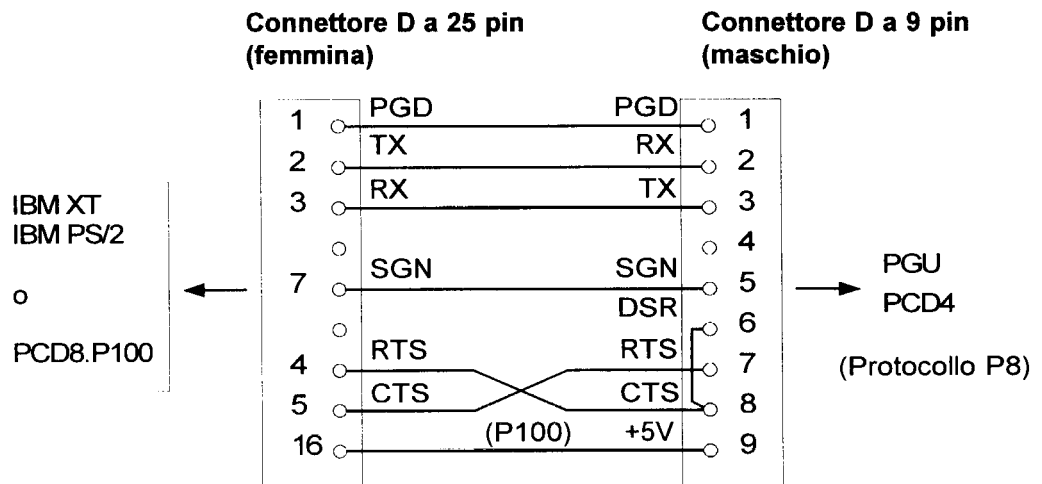 Connettore D a 25 pin
(femmina)
Connettore D a 9 pin
(maschio)
1 PGD PGD 1
2 TX RX 2
3 RX TX 3
4
7 SGN SGN 5
DSR 6
4 RTS RTS 7
5 CTS CTS 8
16 (P100) +5V 9
IBM XT
IBM PS/2
o
PCD8.P100
PGU
PCD4
(Protocollo P8)